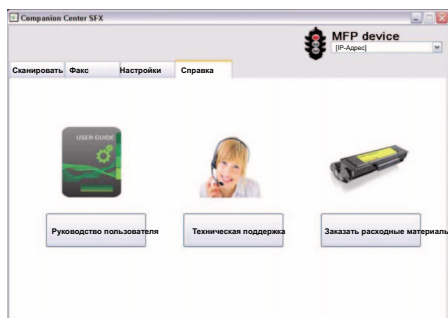 Companion Center SFX
MFP device
[IP-Адрес]
Сканировать Факс Настройки Справка
USER GUIDE
Руководство пользователя Техническая поддержка Заказать расходные материалы